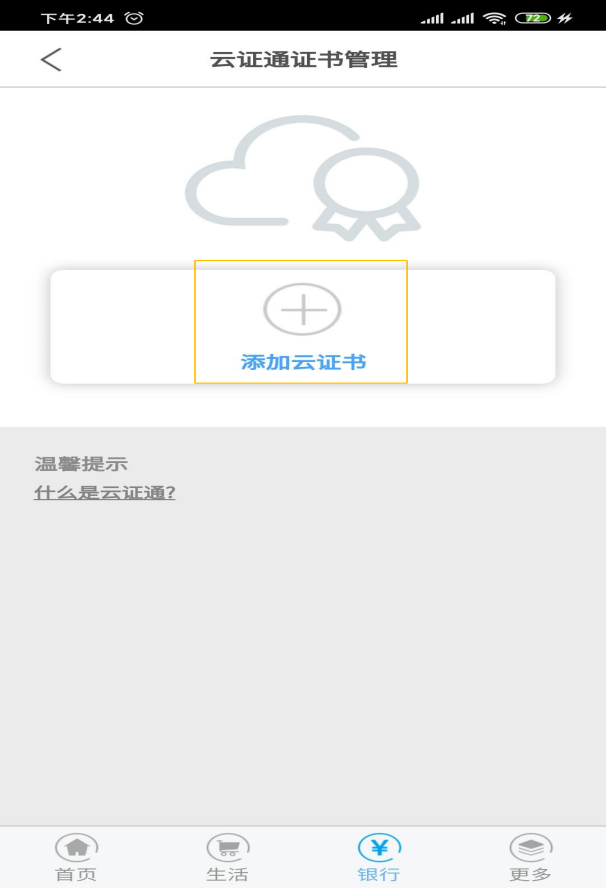 下午2:44
72
云证通证书管理
添加云证书
温馨提示
什么是云证通?
¥
首页 生活 银行 更多